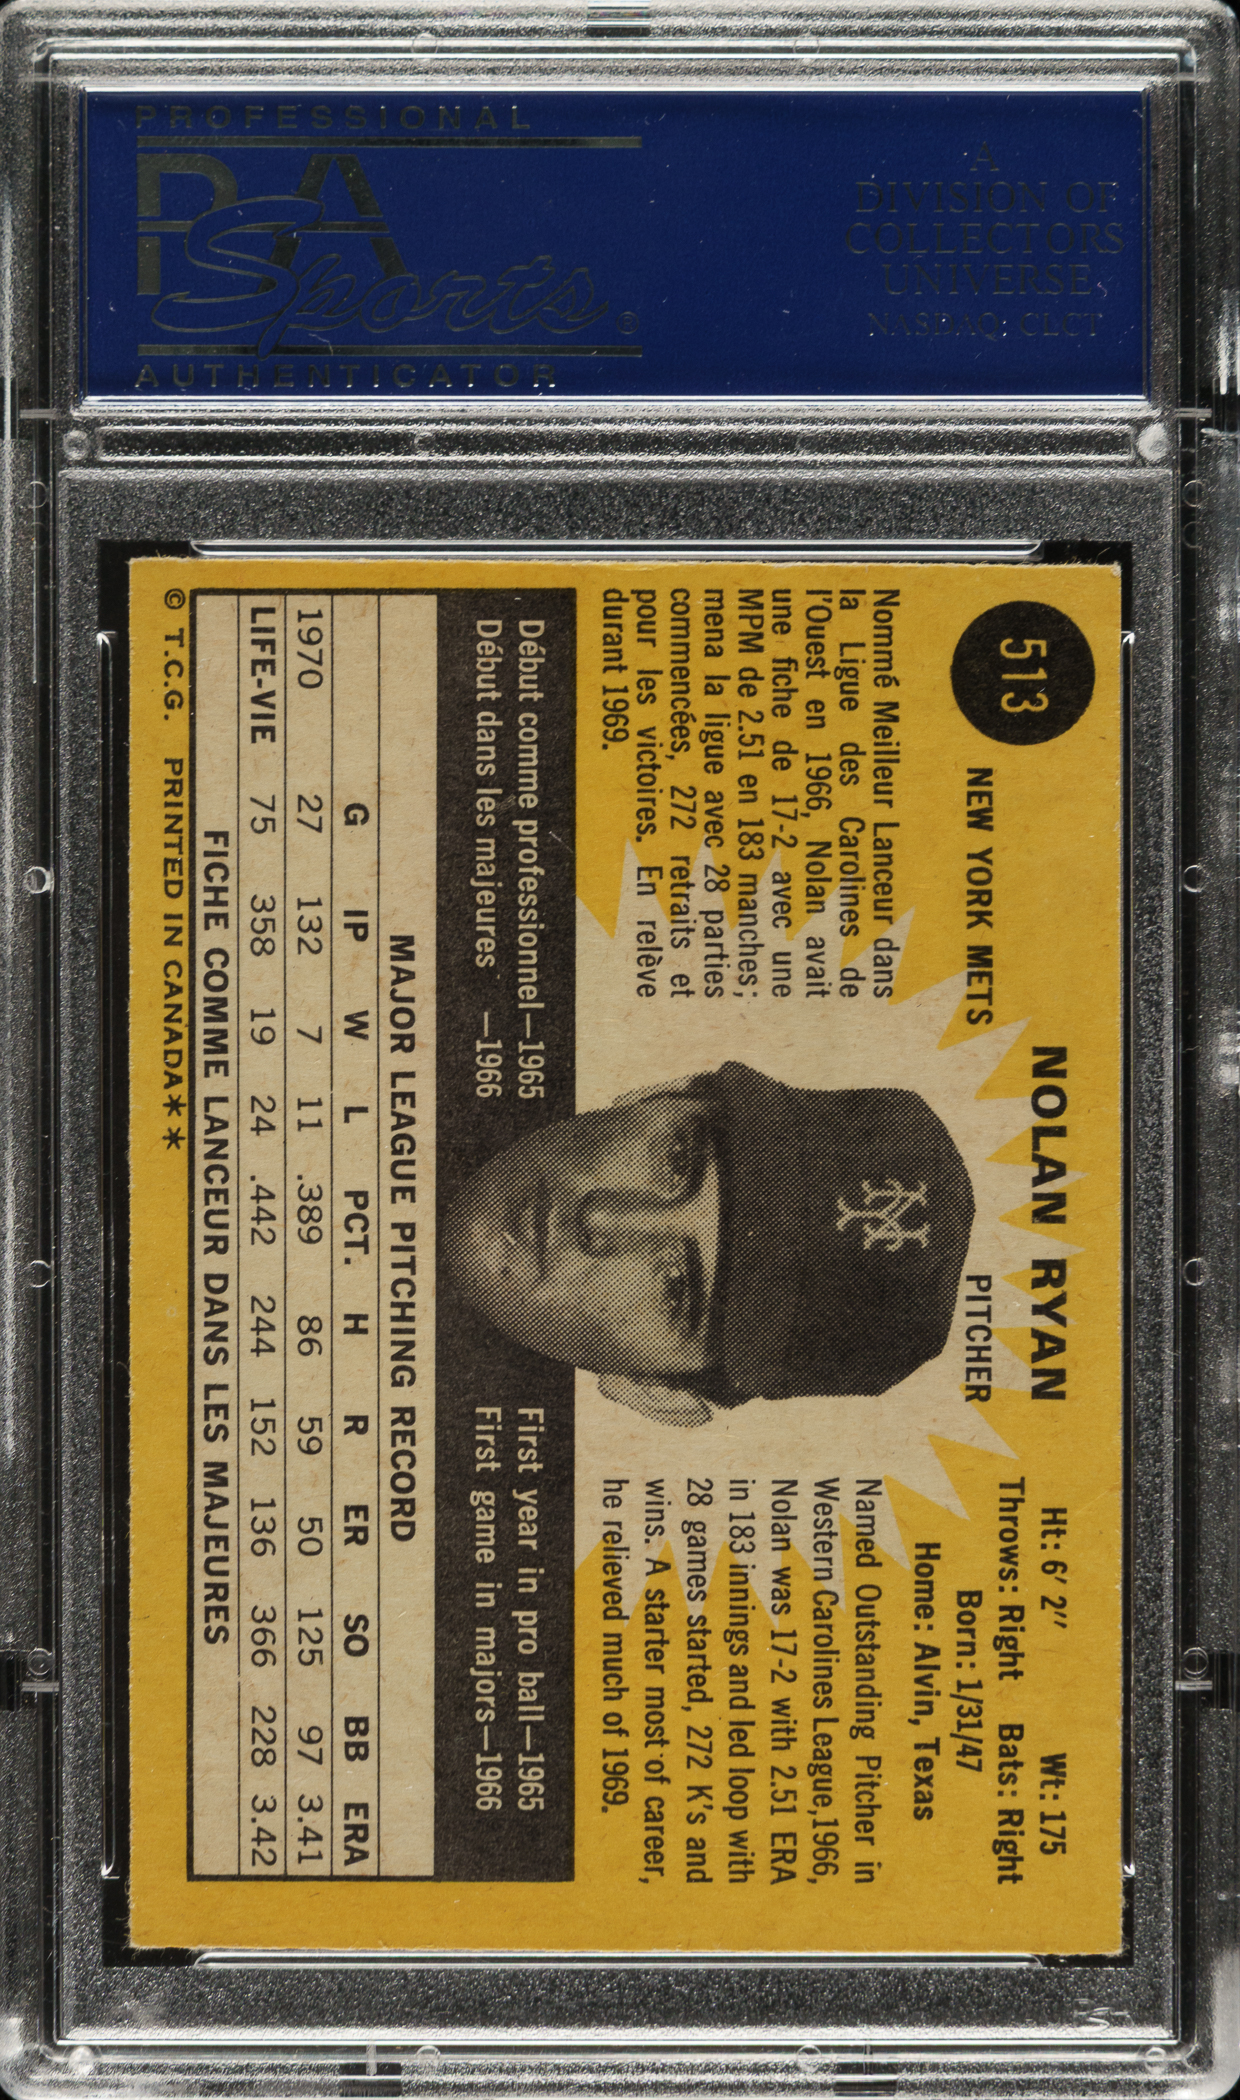 PROFESSIONAL
PSA
Sports ®
AUTHENTICATOR
A
DIVISION OF
COLLECTORS
UNIVERSE
NASDAQ: CLCT
513
NOLAN RYAN
NEW YORK METS
PITCHER
Ht: 6' 2" Wt: 175
Throws: Right Bats: Right
Born: 1/31/47
Home: Alvin, Texas
Nommé Meilleur Lanceur dans
la Ligue des Carolines de
l'Ouest en 1966, Nolan avait
une fiche de 17-2 avec une
MPM de 2.51 en 183 manches;
mena la ligue avec 28 parties
commencées, 272 retraits et
pour les victoires. En relève
durant 1969.
NY
Named Outstanding Pitcher in
Western Carolines League, 1966,
Nolan was 17-2 with 2.51 ERA
in 183 innings and led loop with
28 games started, 272 K's and
wins. A starter most of career,
he relieved much of 1969.
Début comme professionnel—1965
Début dans les majeures —1966
First year in pro ball—1965
First game in majors—1966
MAJOR LEAGUE PITCHING RECORD
G IP W L PCT. H R ER SO BB ERA
1970 27 132 7 11 .389 86 59 50 125 97 3.41
LIFE-VIE 75 358 19 24 .442 244 152 136 366 228 3.42
FICHE COMME LANCEUR DANS LES MAJEURES
© T.C.G. PRINTED IN CANADA**